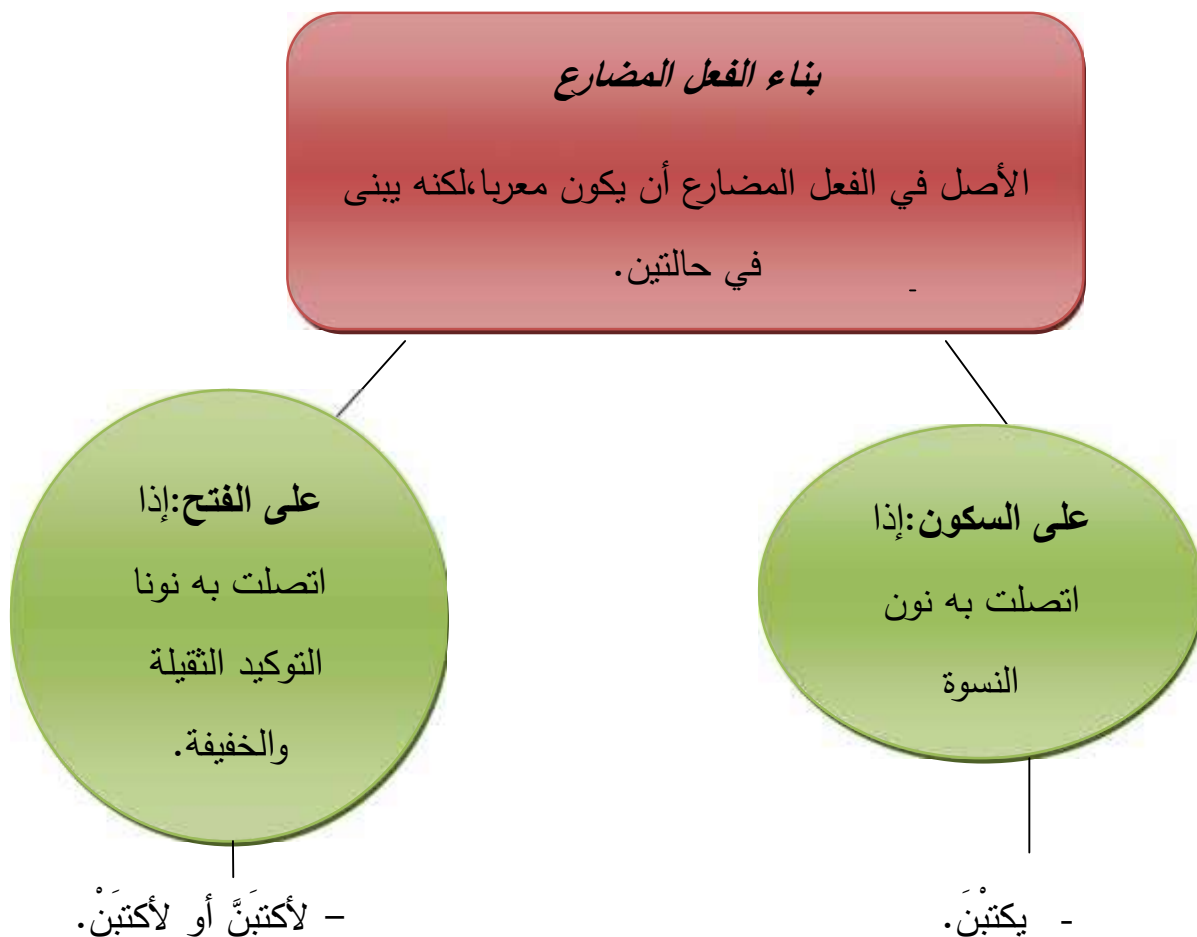 بناء الفعل المضارع
الأصل في الفعل المضارع أن يكون معربا،لكنه يبنى
في حالتين.
-
على السكون:إذا
اتصلت به نون
النسوة
- يكتبْنَ.
على الفتح:إذا
اتصلت به نونا
التوكيد الثقيلة
والخفيفة.
– لأكتبَنَّ أو لأكتبَنْ.